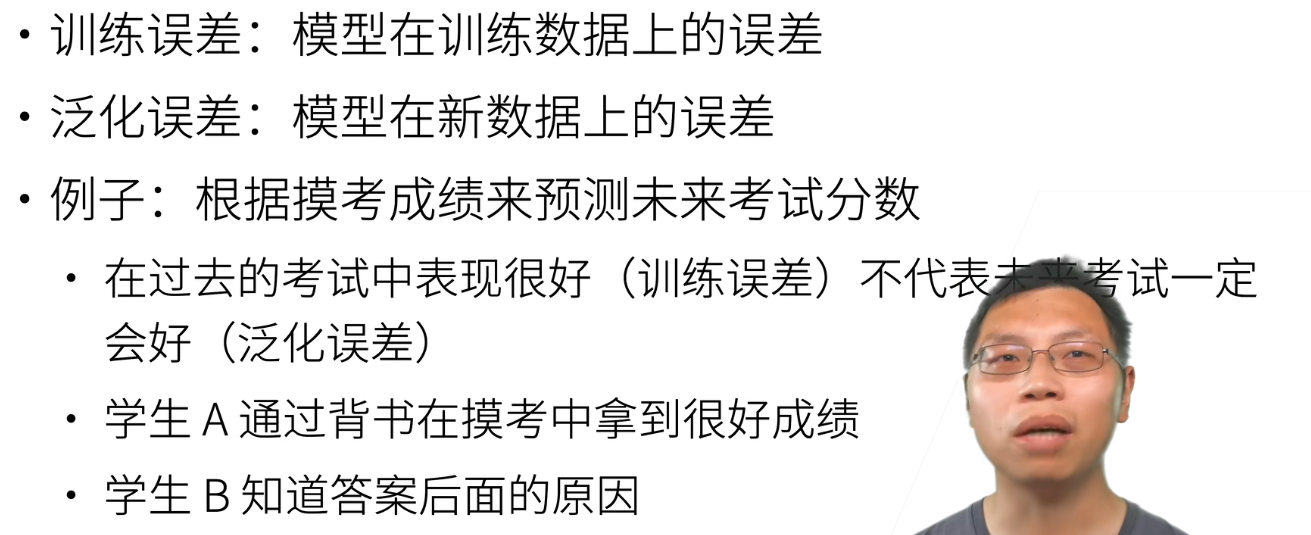 • 训练误差：模型在训练数据上的误差
• 泛化误差：模型在新数据上的误差
• 例子：根据摸考成绩来预测未来考试分数
• 在过去的考试中表现很好（训练误差）不代表未来考试一定
会好（泛化误差）
• 学生 A 通过背书在摸考中拿到很好成绩
• 学生 B 知道答案后面的原因